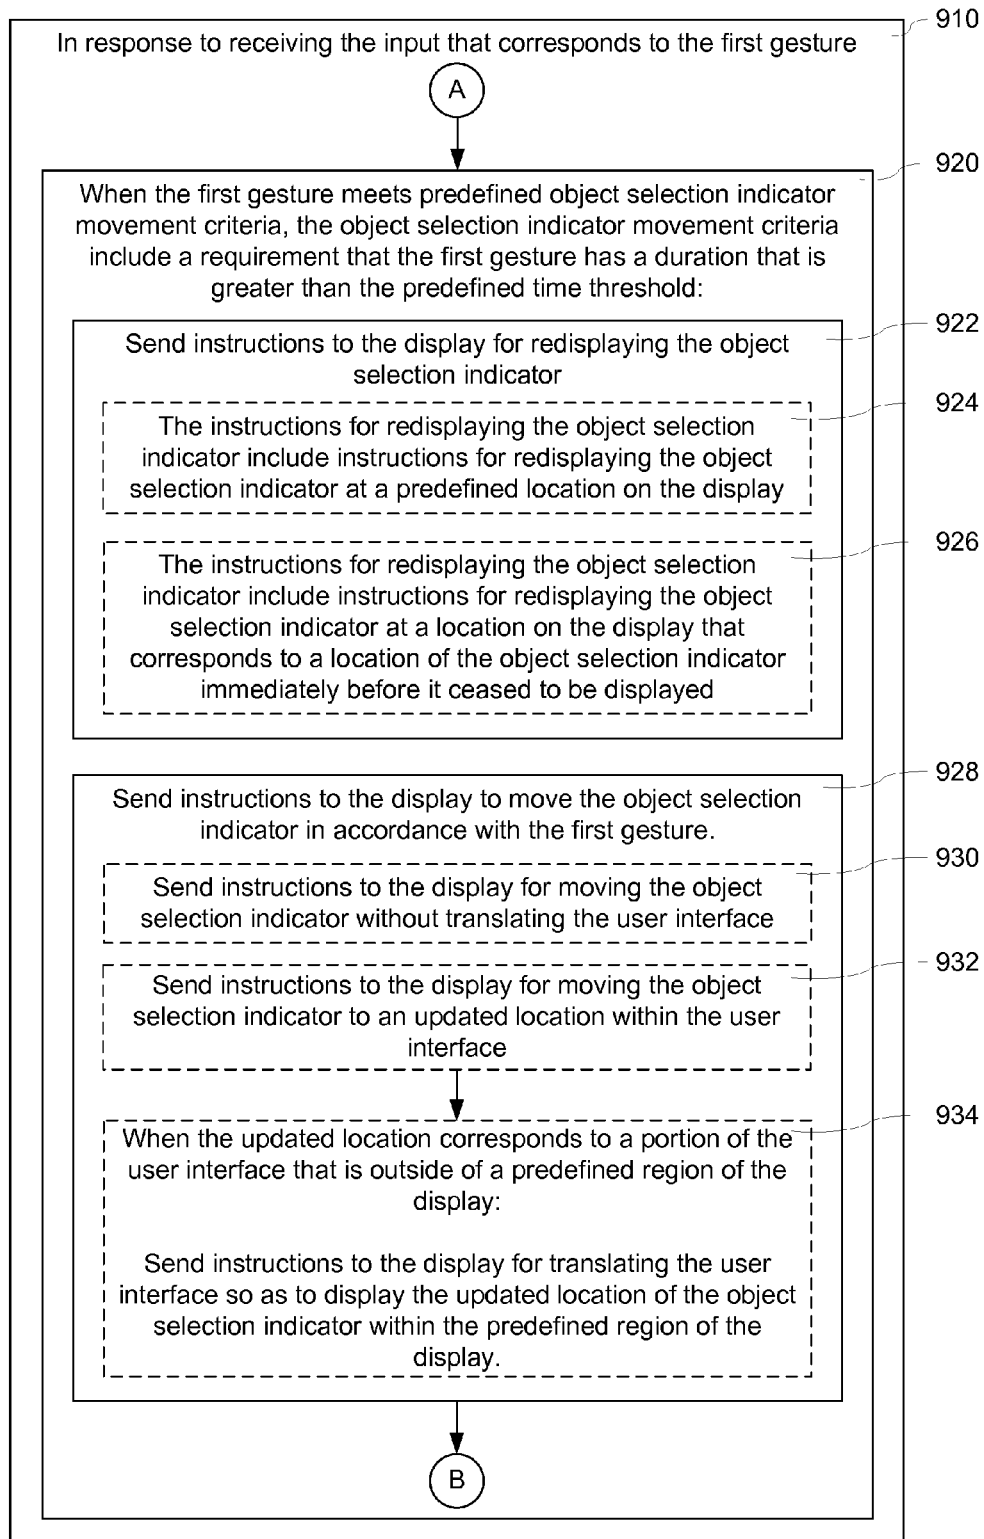 910
In response to receiving the input that corresponds to the first gesture
A
920
When the first gesture meets predefined object selection indicator
movement criteria, the object selection indicator movement criteria
include a requirement that the first gesture has a duration that is
greater than the predefined time threshold:
922
Send instructions to the display for redisplaying the object
selection indicator
924
The instructions for redisplaying the object selection
indicator include instructions for redisplaying the object
selection indicator at a predefined location on the display
926
The instructions for redisplaying the object selection
indicator include instructions for redisplaying the object
selection indicator at a location on the display that
corresponds to a location of the object selection indicator
immediately before it ceased to be displayed
928
Send instructions to the display to move the object selection
indicator in accordance with the first gesture.
930
Send instructions to the display for moving the object
selection indicator without translating the user interface
932
Send instructions to the display for moving the object
selection indicator to an updated location within the user
interface
934
When the updated location corresponds to a portion of the
user interface that is outside of a predefined region of the
display:
Send instructions to the display for translating the user
interface so as to display the updated location of the object
selection indicator within the predefined region of the
display.
B